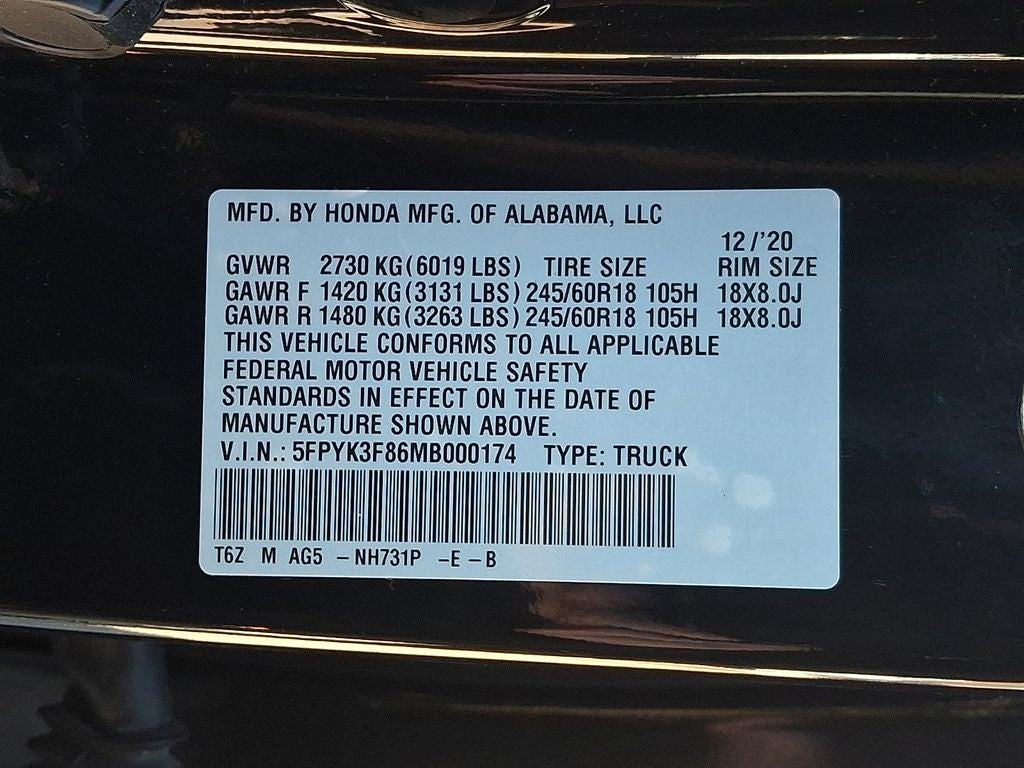 MFD. BY HONDA MFG. OF ALABAMA, LLC
12/'20
GVWR 2730 KG(6019 LBS) TIRE SIZE RIM SIZE
GAWR F 1420 KG(3131 LBS) 245/60R18 105H 18X8.0J
GAWR R 1480 KG(3263 LBS) 245/60R18 105H 18X8.0J
THIS VEHICLE CONFORMS TO ALL APPLICABLE
FEDERAL MOTOR VEHICLE SAFETY
STANDARDS IN EFFECT ON THE DATE OF
MANUFACTURE SHOWN ABOVE.
V.I.N.: 5FPYK3F86MB000174 TYPE: TRUCK
T6Z M AG5 -NH731P -E -B